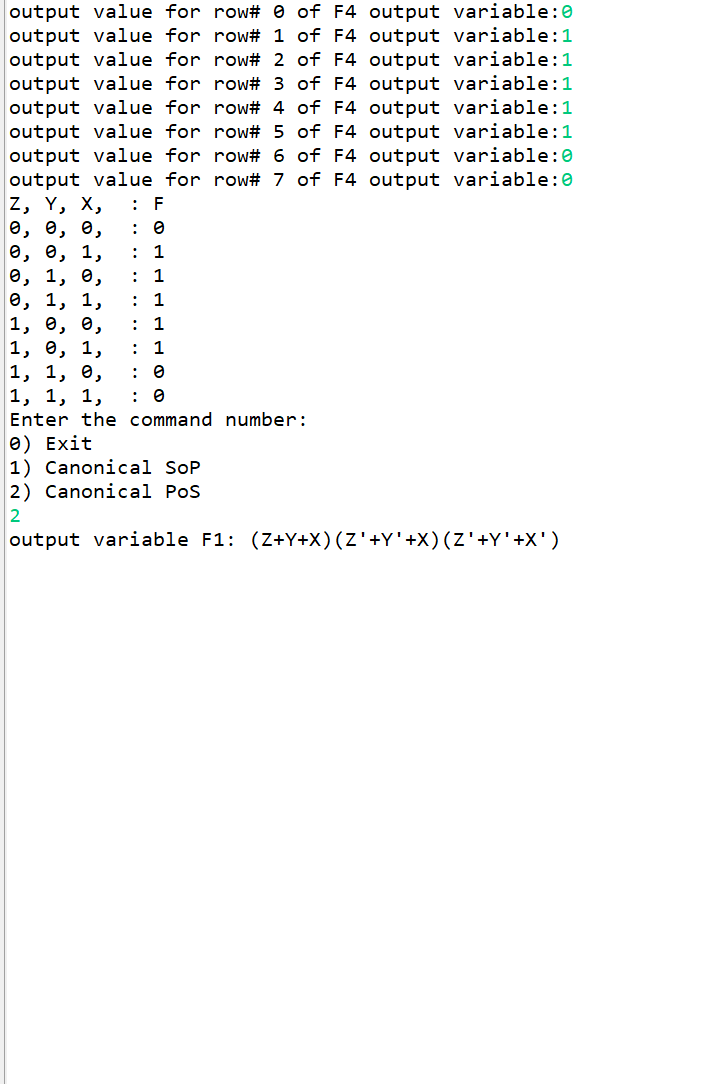 output value for row# 0 of F4 output variable:0
output value for row# 1 of F4 output variable:1
output value for row# 2 of F4 output variable:1
output value for row# 3 of F4 output variable:1
output value for row# 4 of F4 output variable:1
output value for row# 5 of F4 output variable:1
output value for row# 6 of F4 output variable:0
output value for row# 7 of F4 output variable:0
Z, Y, X,  : F
0, 0, 0,  : 0
0, 0, 1,  : 1
0, 1, 0,  : 1
0, 1, 1,  : 1
1, 0, 0,  : 1
1, 0, 1,  : 1
1, 1, 0,  : 0
1, 1, 1,  : 0
Enter the command number:
0) Exit
1) Canonical SoP
2) Canonical PoS
2
output variable F1: (Z+Y+X)(Z'+Y'+X)(Z'+Y'+X')